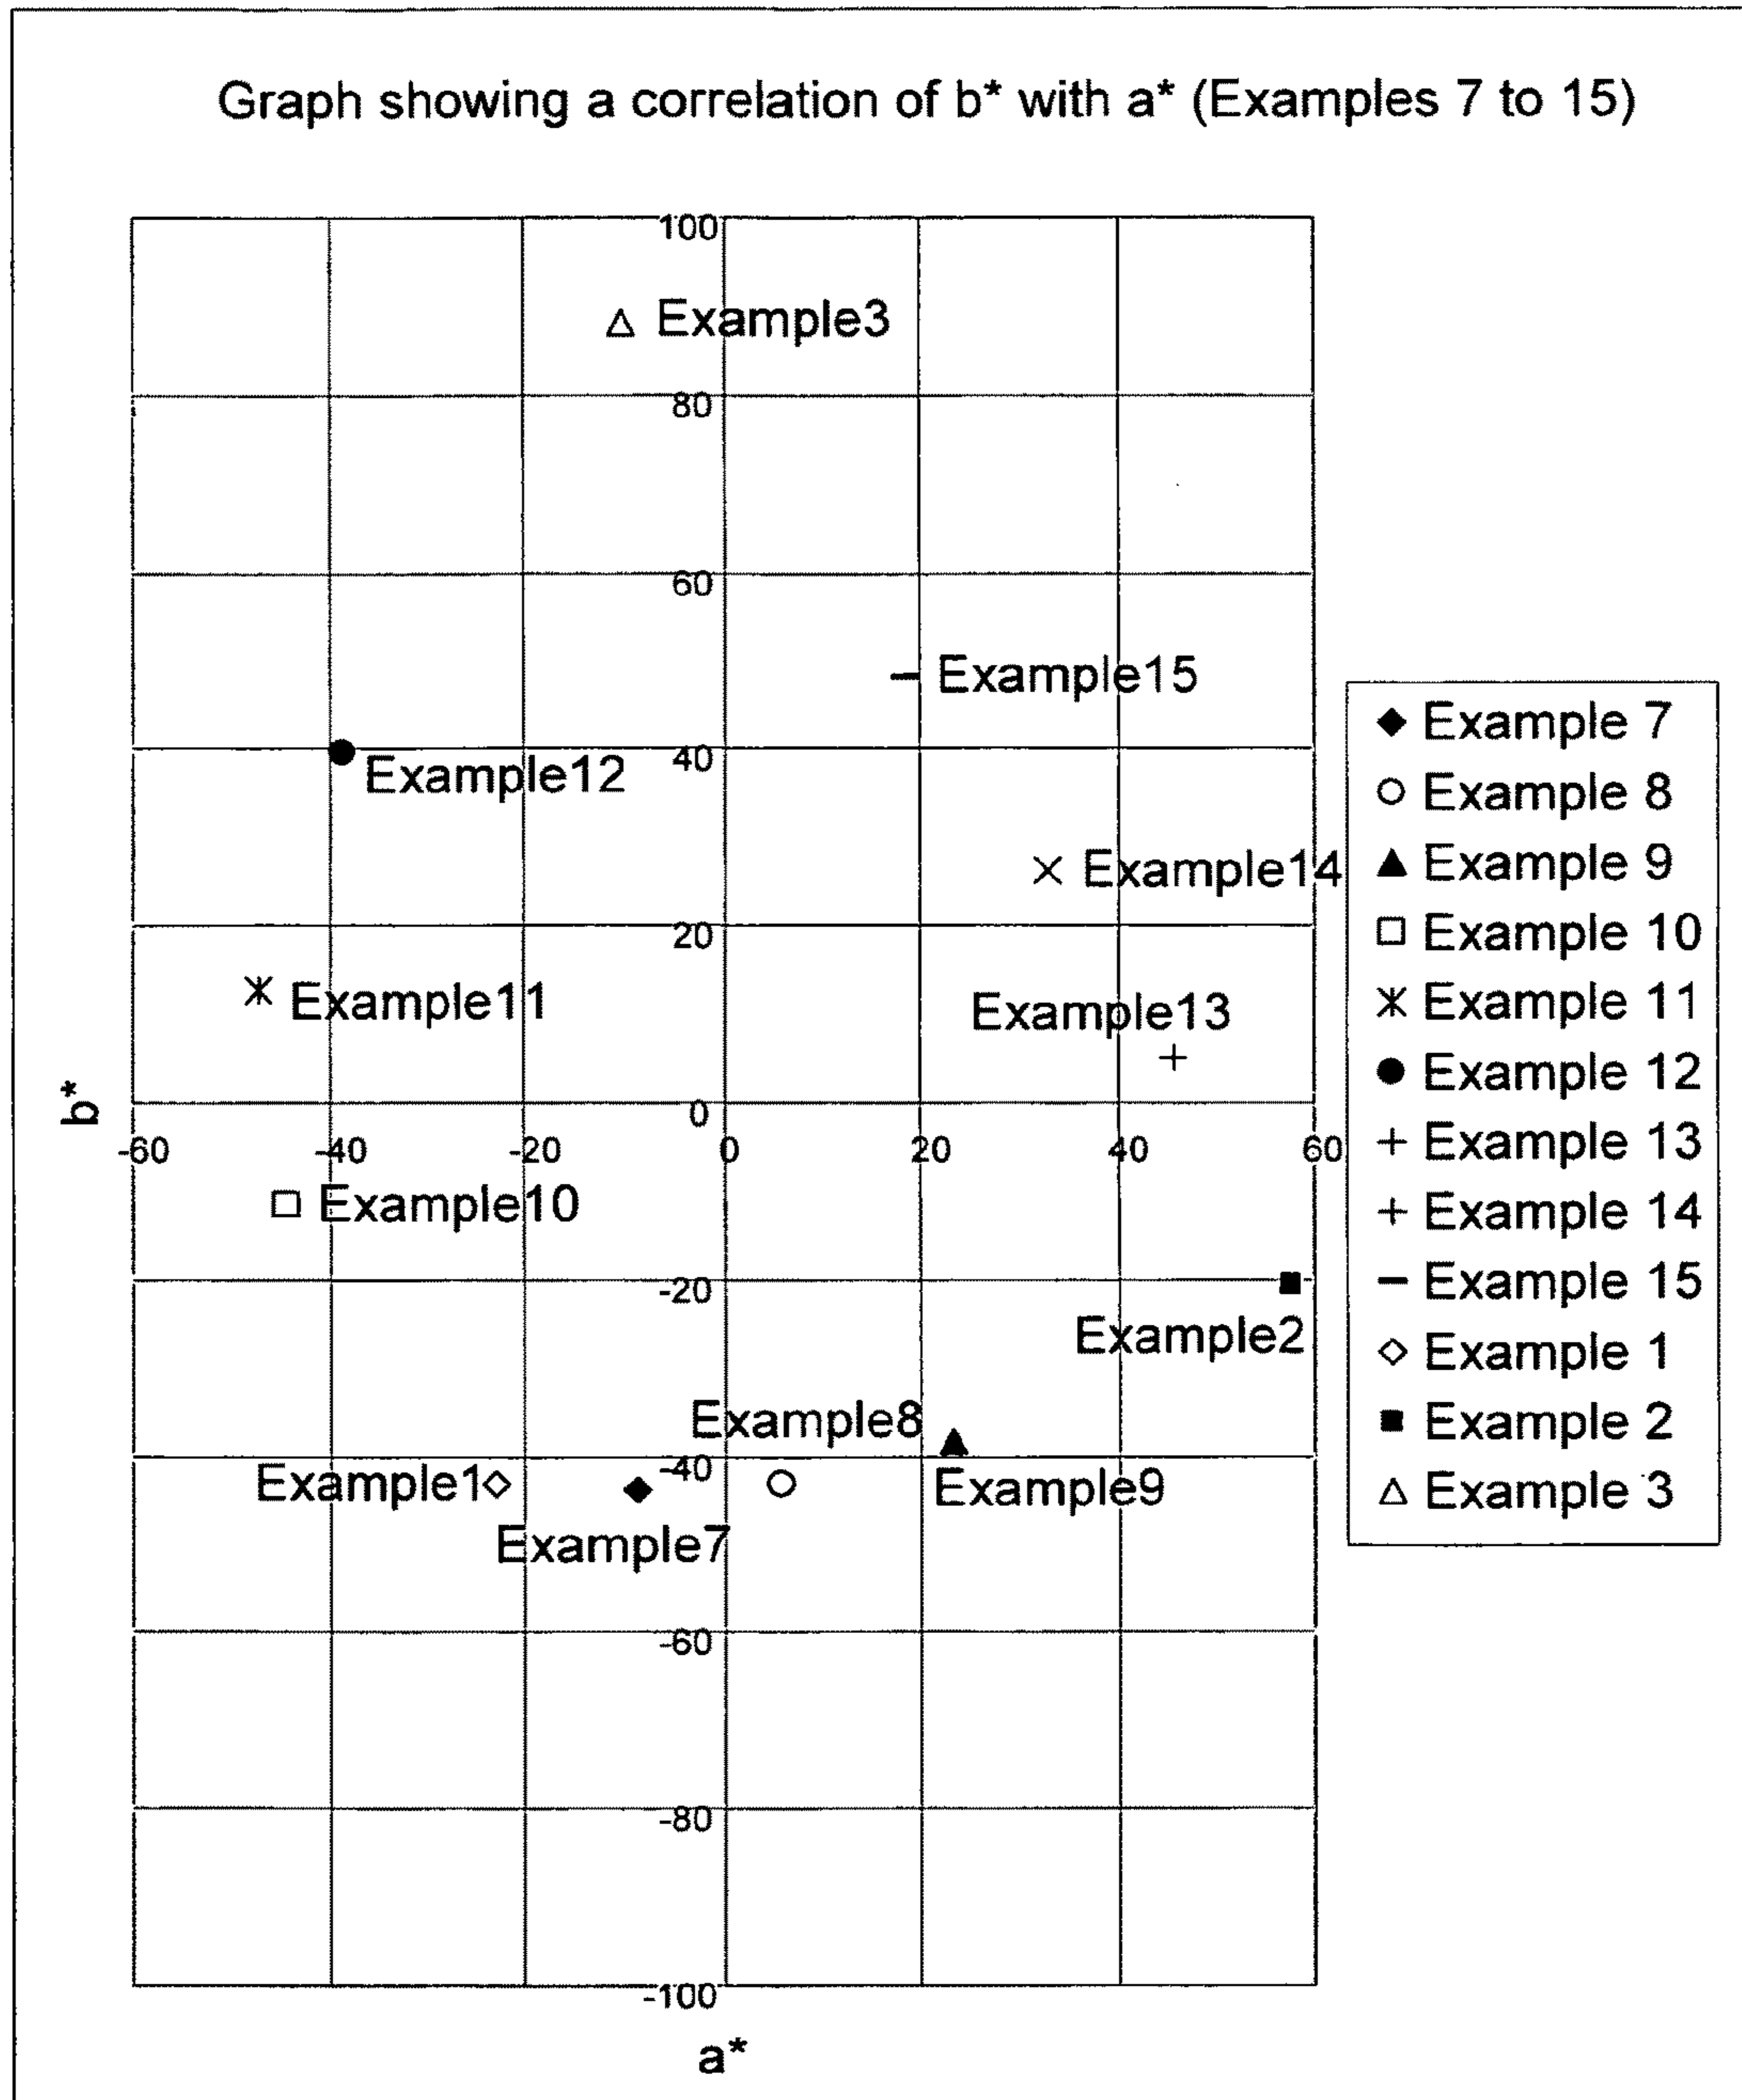 Graph showing a correlation of b* with a* (Examples 7 to 15)
100
Example3
80
60
Example15
40
Example12
Example14
20
Example11
Example13
b*
0
-60 -40 -20 0 20 40 60
Example10
-20
Example2
Example8
-40
Example1
Example9
Example7
-60
-80
-100
a*
Example 7
Example 8
Example 9
Example 10
Example 11
Example 12
Example 13
Example 14
Example 15
Example 1
Example 2
Example 3